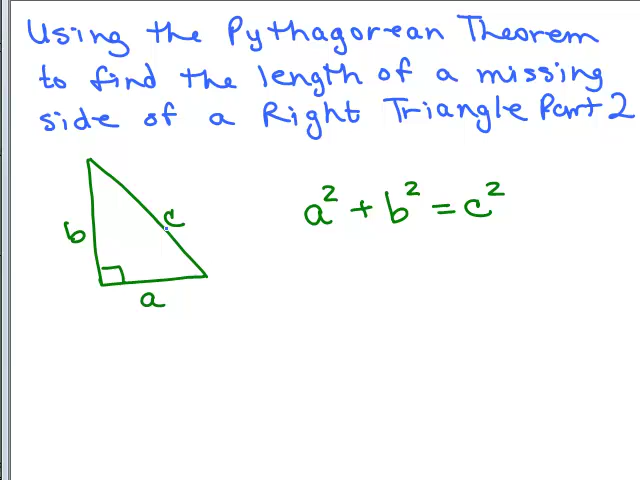 Using the Pythagorean Theorem
to find the length of a missing
side of a Right Triangle Part 2
a² + b² = c²
c
b
a